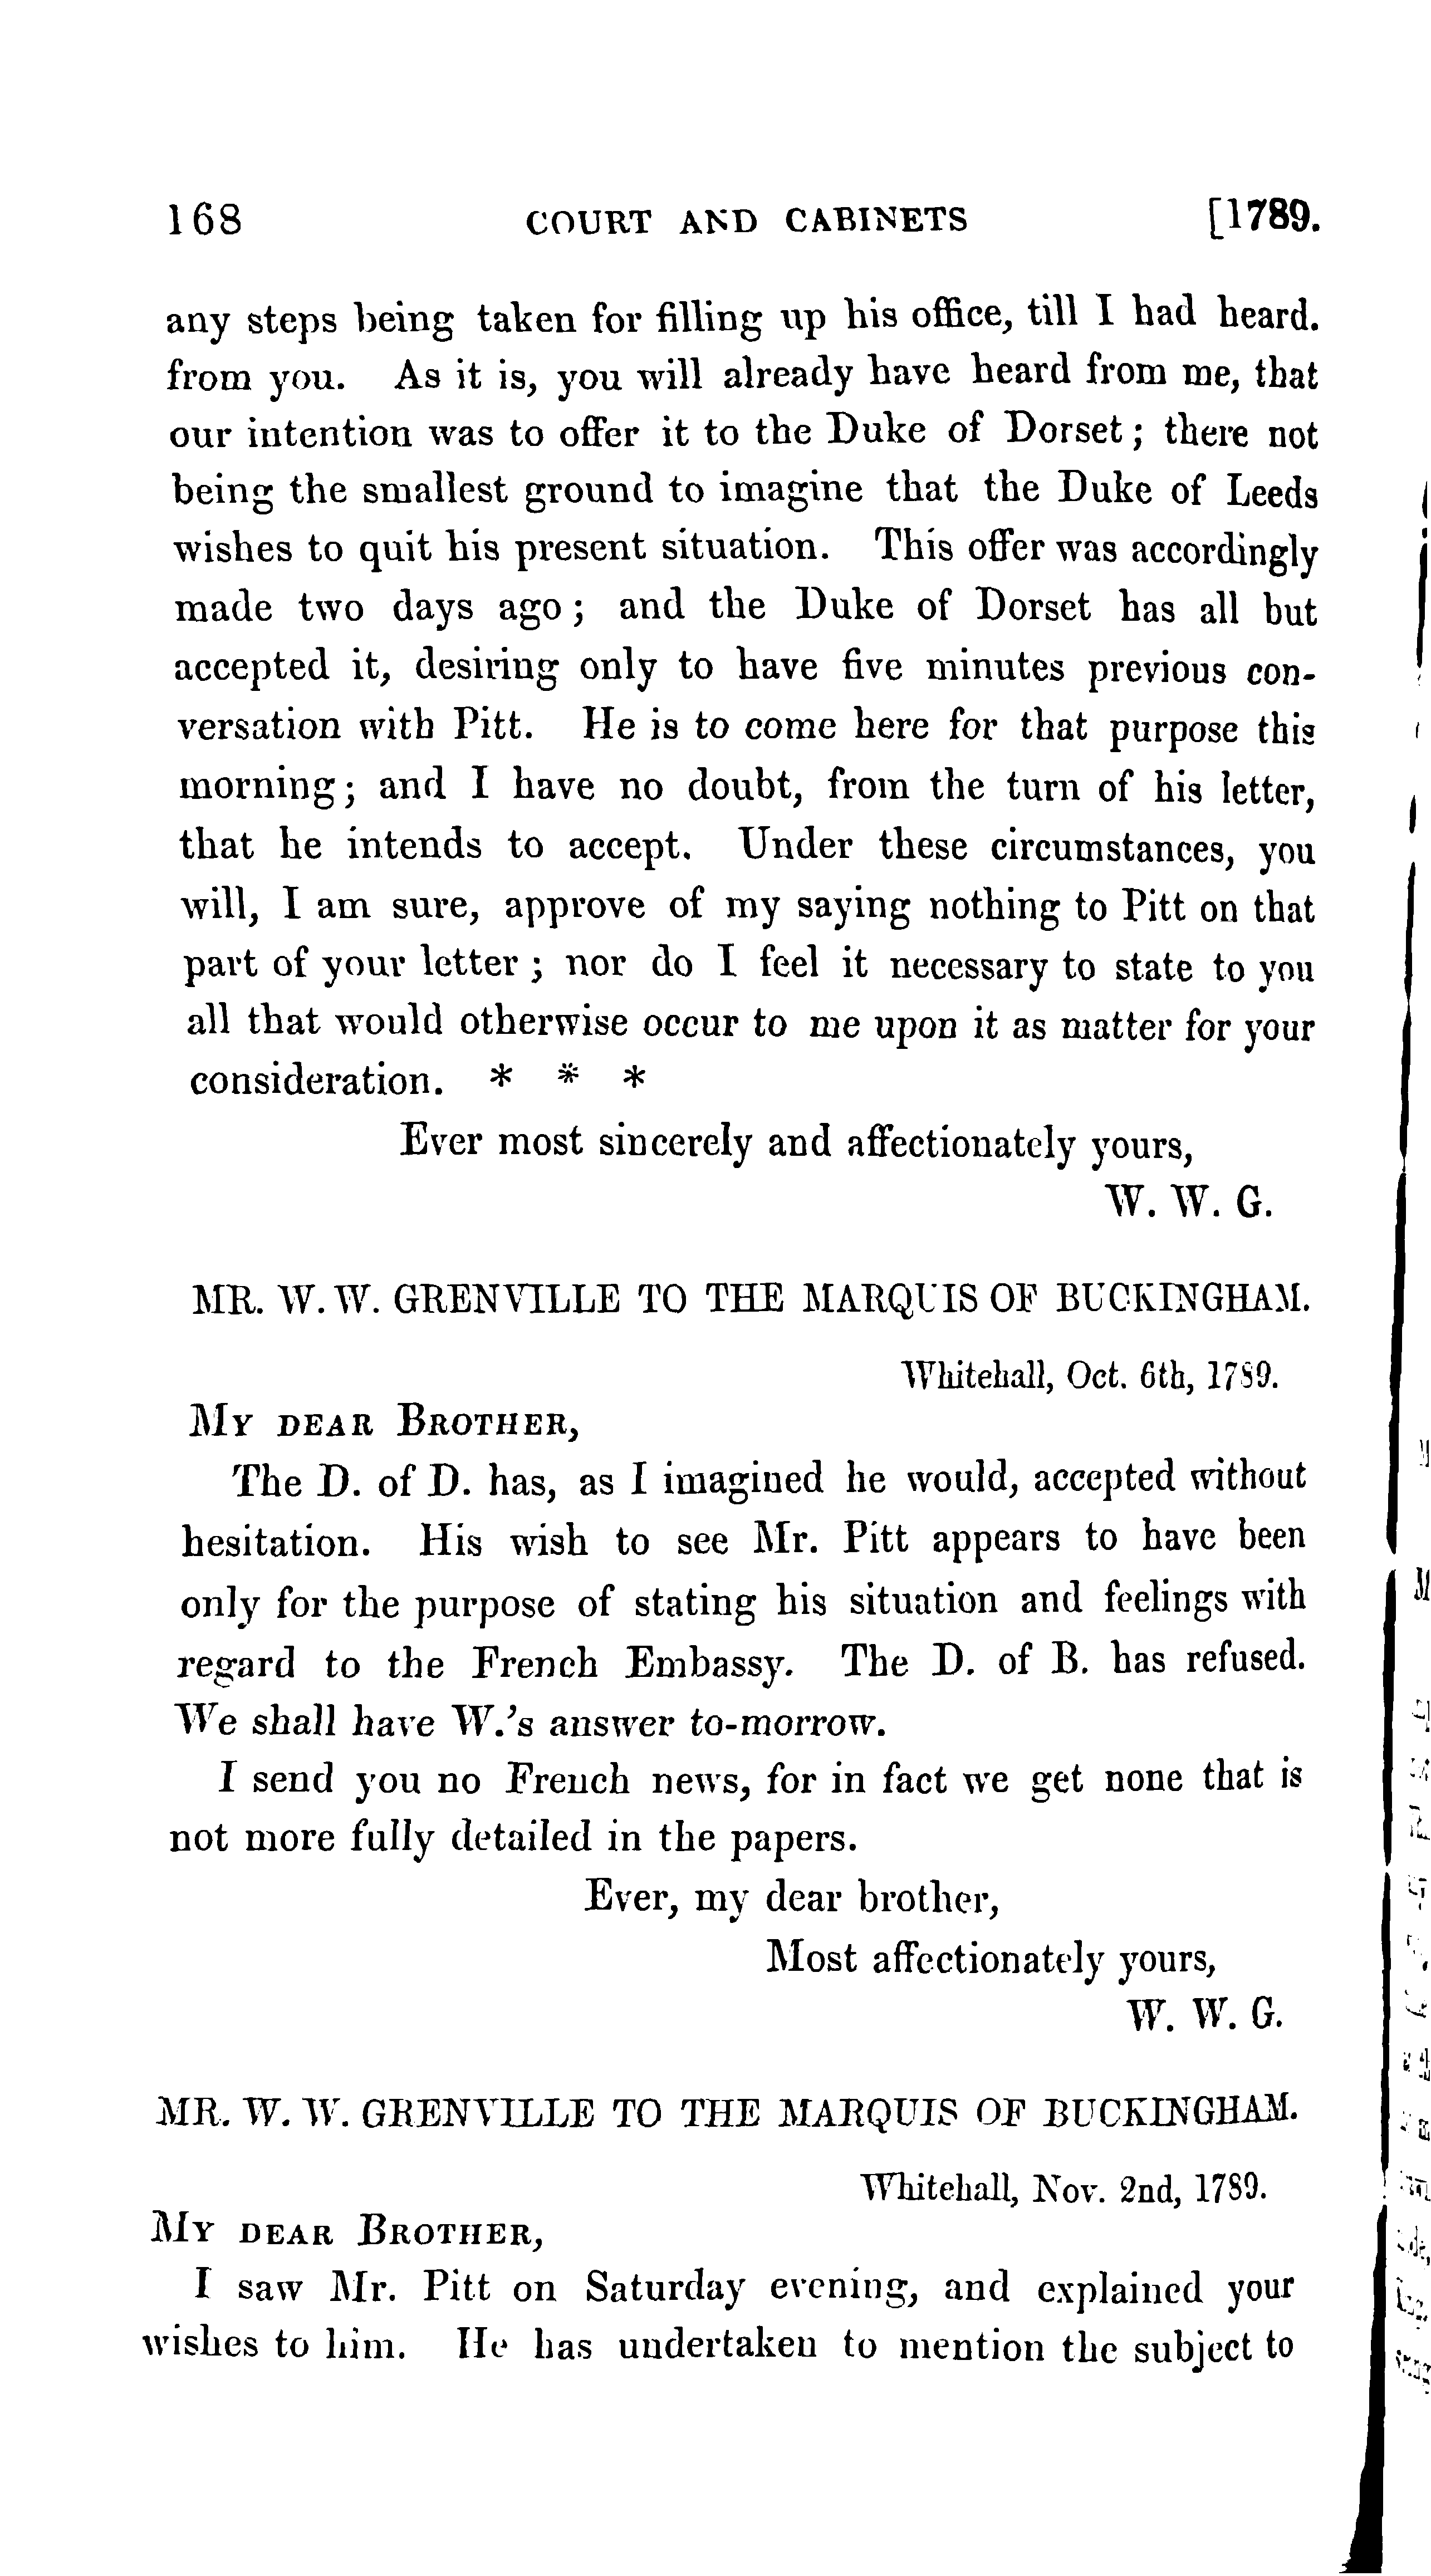 168 COURT AND CABINETS [1789.
any steps being taken for filling up his office, till I had heard.
from you. As it is, you will already have heard from me, that
our intention was to offer it to the Duke of Dorset; there not
being the smallest ground to imagine that the Duke of Leeds
wishes to quit his present situation. This offer was accordingly
made two days ago; and the Duke of Dorset has all but
accepted it, desiring only to have five minutes previous con-
versation with Pitt. He is to come here for that purpose this
morning; and I have no doubt, from the turn of his letter,
that he intends to accept. Under these circumstances, you
will, I am sure, approve of my saying nothing to Pitt on that
part of your letter; nor do I feel it necessary to state to you
all that would otherwise occur to me upon it as matter for your
consideration. * * *
Ever most sincerely and affectionately yours,
W. W. G.
MR. W. W. GRENVILLE TO THE MARQUIS OF BUCKINGHAM.
Whitehall, Oct. 6th, 1789.
MY DEAR BROTHER,
The D. of D. has, as I imagined he would, accepted without
hesitation. His wish to see Mr. Pitt appears to have been
only for the purpose of stating his situation and feelings with
regard to the French Embassy. The D. of B. has refused.
We shall have W.'s answer to-morrow.
I send you no French news, for in fact we get none that is
not more fully detailed in the papers.
Ever, my dear brother,
Most affectionately yours,
W. W. G.
MR. W. W. GRENVILLE TO THE MARQUIS OF BUCKINGHAM.
Whitehall, Nov. 2nd, 1789.
MY DEAR BROTHER,
I saw Mr. Pitt on Saturday evening, and explained your
wishes to him. He has undertaken to mention the subject to